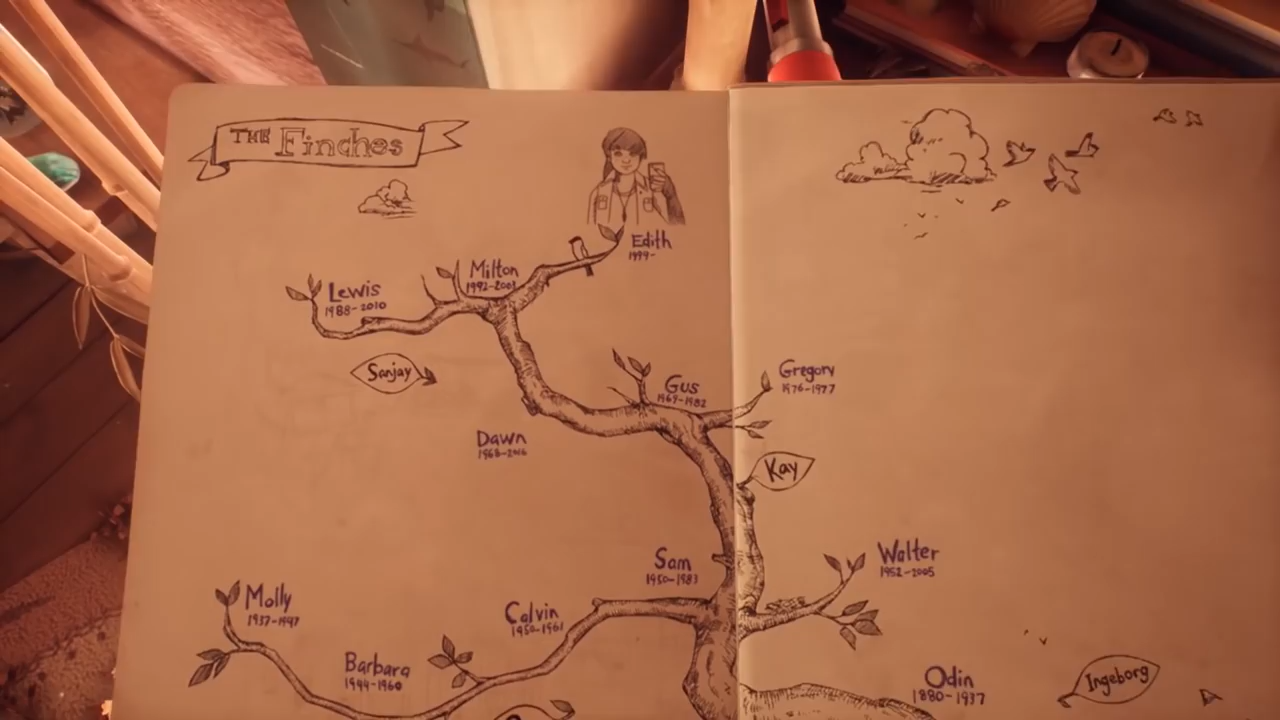 THE Finches
Edith
1999-
Milton
1992-2003
Lewis
1988-2010
Sanjay
Gus
1969-1982
Gregory
1976-1977
Dawn
1968-2016
Kay
Sam
1950-1983
Walter
1952-2005
Molly
1937-1947
Calvin
1950-1961
Barbara
1944-1960
Odin
1880-1937
Ingeborg